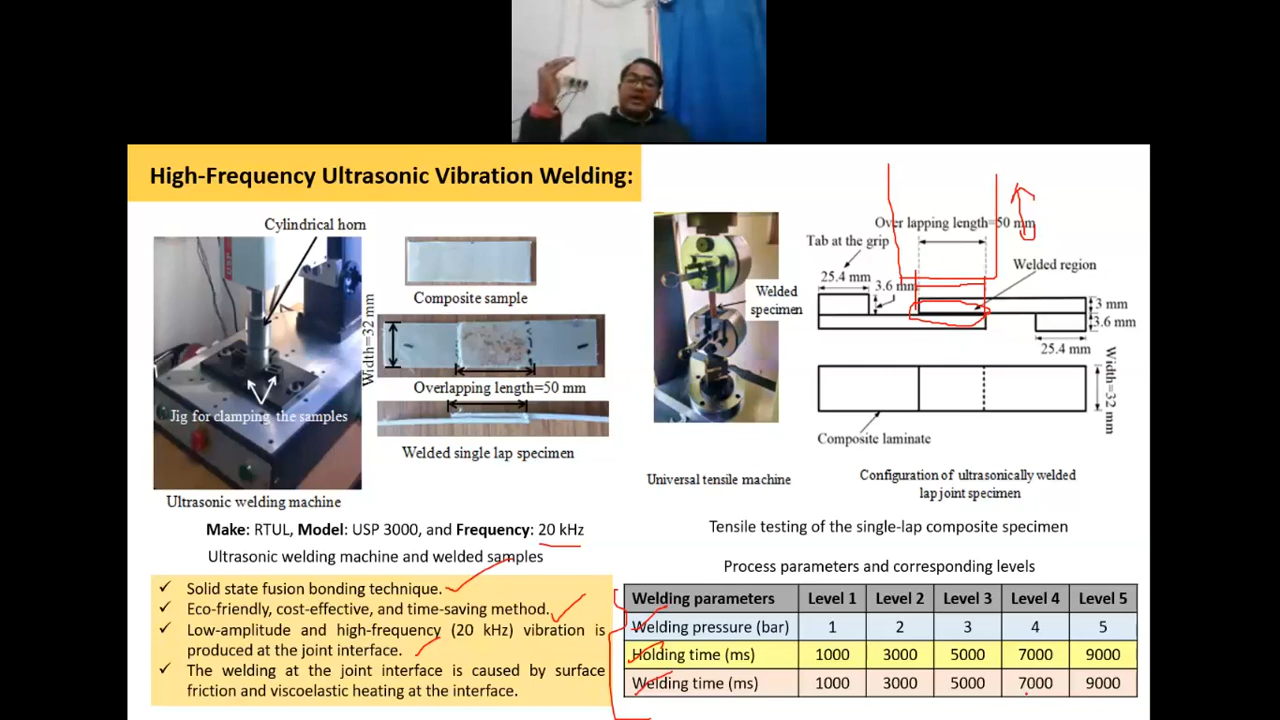 High-Frequency Ultrasonic Vibration Welding:
Cylindrical horn
Composite sample
Width=32 mm
Overlapping length=50 mm
Jig for clamping the samples
Welded single lap specimen
Ultrasonic welding machine
Make: RTUL, Model: USP 3000, and Frequency: 20 kHz
Ultrasonic welding machine and welded samples
Solid state fusion bonding technique.
Eco-friendly, cost-effective, and time-saving method.
Low-amplitude and high-frequency (20 kHz) vibration is
produced at the joint interface.
The welding at the joint interface is caused by surface
friction and viscoelastic heating at the interface.
Over lapping length=50 mm
Tab at the grip
Welded region
25.4 mm
3.6 mm
Welded
specimen
3 mm
3.6 mm
25.4 mm
Width=32 mm
Composite laminate
Universal tensile machine
Configuration of ultrasonically welded
lap joint specimen
Tensile testing of the single-lap composite specimen
Process parameters and corresponding levels
Welding parameters Level 1 Level 2 Level 3 Level 4 Level 5
Welding pressure (bar) 1 2 3 4 5
Holding time (ms) 1000 3000 5000 7000 9000
Welding time (ms) 1000 3000 5000 7000 9000